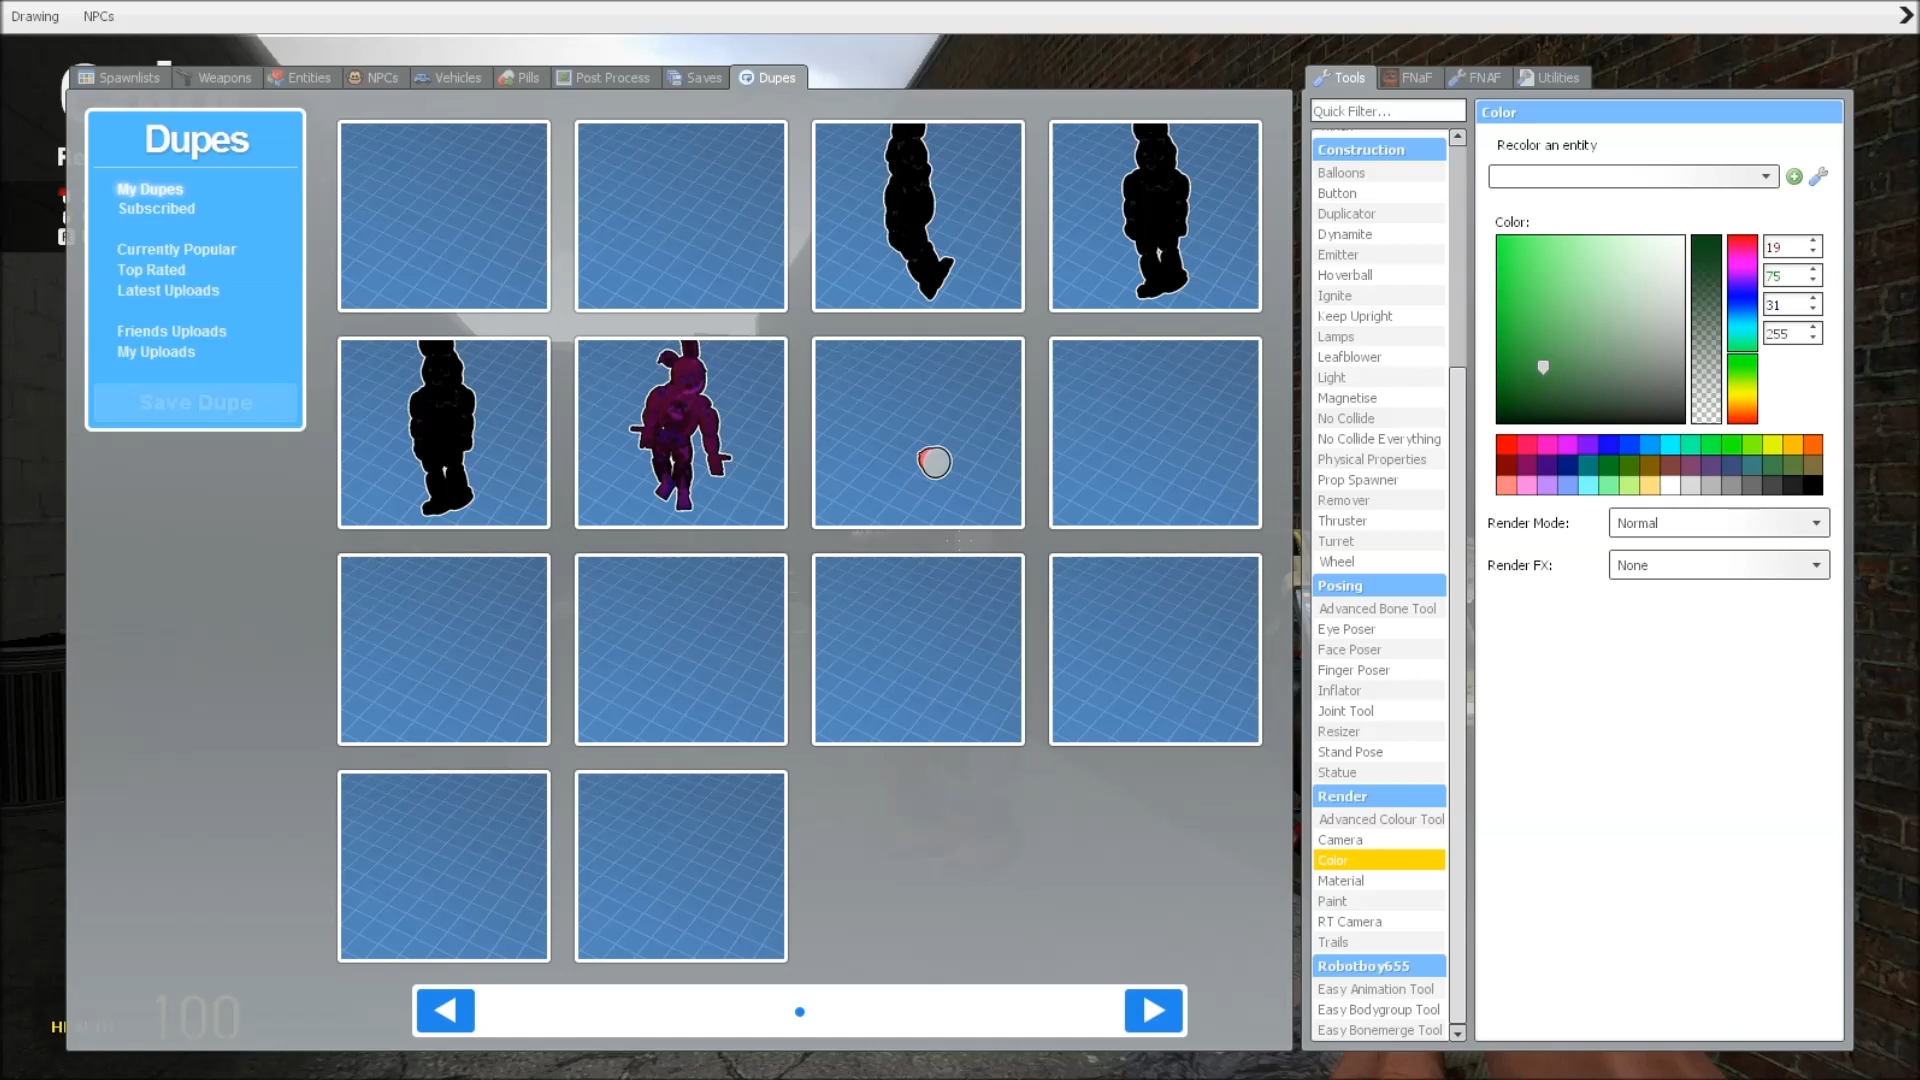 Drawing NPCs
Spawnlists Weapons Entities NPCs Vehicles Pills Post Process Saves Dupes
Tools FNaF FNAF Utilities
Dupes
My Dupes
Subscribed
Currently Popular
Top Rated
Latest Uploads
Friends Uploads
My Uploads
Save Dupe
100
Quick Filter...
Construction
Balloons
Button
Duplicator
Dynamite
Emitter
Hoverball
Ignite
Keep Upright
Lamps
Leafblower
Light
Magnetise
No Collide
No Collide Everything
Physical Properties
Prop Spawner
Remover
Thruster
Turret
Wheel
Posing
Advanced Bone Tool
Eye Poser
Face Poser
Finger Poser
Inflator
Joint Tool
Resizer
Stand Pose
Statue
Render
Advanced Colour Tool
Camera
Color
Material
Paint
RT Camera
Trails
Robotboy655
Easy Animation Tool
Easy Bodygroup Tool
Easy Bonemerge Tool
Color
Recolor an entity
Color:
19
75
31
255
Render Mode: Normal
Render FX: None